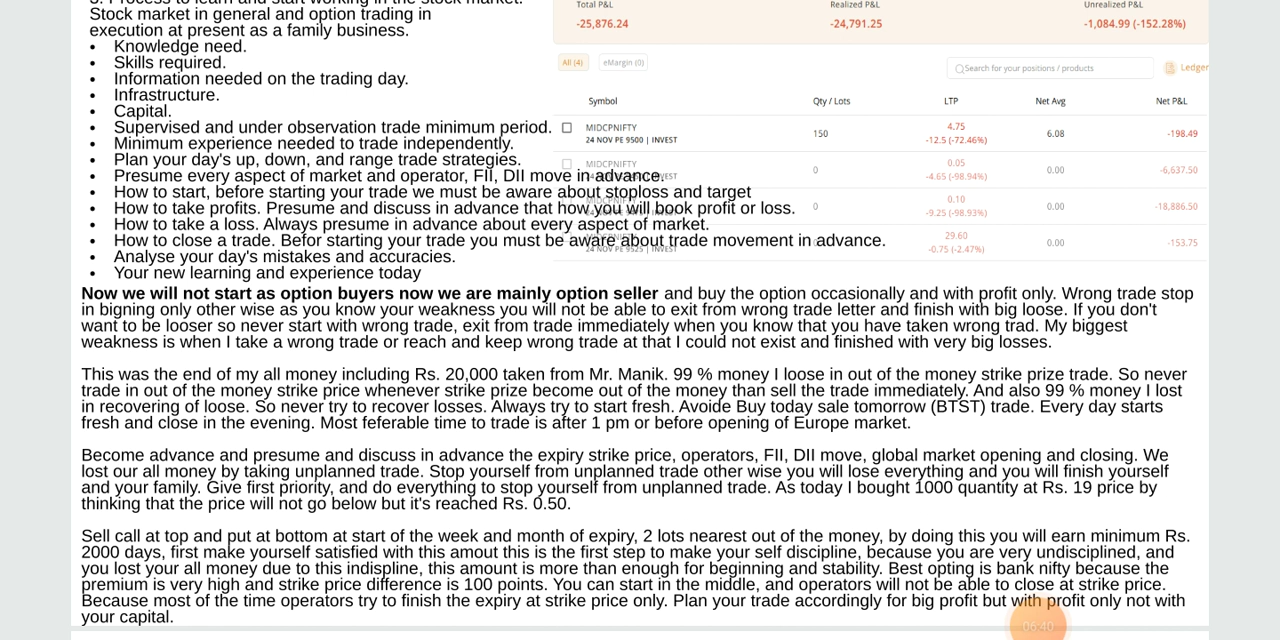 Stock market in general and option trading in
execution at present as a family business.
• Knowledge need.
• Skills required.
• Information needed on the trading day.
• Infrastructure.
• Capital.
• Supervised and under observation trade minimum period.
• Minimum experience needed to trade independently.
• Plan your day's up, down, and range trade strategies.
• Presume every aspect of market and operator, FII, DII move in advance.
• How to start, before starting your trade we must be aware about stoploss and target
• How to take profits. Presume and discuss in advance that how you will book profit or loss.
• How to take a loss. Always presume in advance about every aspect of market.
• How to close a trade. Befor starting your trade you must be aware about trade movement in advance.
• Analyse your day's mistakes and accuracies.
• Your new learning and experience today
Total P&L Realized P&L Unrealized P&L
-25,876.24 -24,791.25 -1,084.99 (-152.28%)
All (4) eMargin (0) Search for your positions / products Ledger
Symbol Qty / Lots LTP Net Avg Net P&L
MIDCPNIFTY 150 4.75 6.08 -198.49
24 NOV PE 9500 | INVEST -12.5 (-72.46%)
MIDCPNIFTY 0 0.05 0.00 -6,637.50
-4.65 (-98.94%)
0 0.10 0.00 -18,886.50
-9.25 (-98.93%)
MIDCPNIFTY 29.60 0.00 -153.75
24 NOV PE 9525 | INVEST -0.75 (-2.47%)
Now we will not start as option buyers now we are mainly option seller and buy the option occasionally and with profit only. Wrong trade stop
in bigning only other wise as you know your weakness you will not be able to exit from wrong trade letter and finish with big loose. If you don't
want to be looser so never start with wrong trade, exit from trade immediately when you know that you have taken wrong trad. My biggest
weakness is when I take a wrong trade or reach and keep wrong trade at that I could not exist and finished with very big losses.
This was the end of my all money including Rs. 20,000 taken from Mr. Manik. 99 % money I loose in out of the money strike prize trade. So never
trade in out of the money strike price whenever strike prize become out of the money than sell the trade immediately. And also 99 % money I lost
in recovering of loose. So never try to recover losses. Always try to start fresh. Avoide Buy today sale tomorrow (BTST) trade. Every day starts
fresh and close in the evening. Most feferable time to trade is after 1 pm or before opening of Europe market.
Become advance and presume and discuss in advance the expiry strike price, operators, FII, DII move, global market opening and closing. We
lost our all money by taking unplanned trade. Stop yourself from unplanned trade other wise you will lose everything and you will finish yourself
and your family. Give first priority, and do everything to stop yourself from unplanned trade. As today I bought 1000 quantity at Rs. 19 price by
thinking that the price will not go below but it's reached Rs. 0.50.
Sell call at top and put at bottom at start of the week and month of expiry, 2 lots nearest out of the money, by doing this you will earn minimum Rs.
2000 days, first make yourself satisfied with this amout this is the first step to make your self discipline, because you are very undisciplined, and
you lost your all money due to this indispline, this amount is more than enough for beginning and stability. Best opting is bank nifty because the
premium is very high and strike price difference is 100 points. You can start in the middle, and operators will not be able to close at strike price.
Because most of the time operators try to finish the expiry at strike price only. Plan your trade accordingly for big profit but with profit only not with
your capital.
06:40